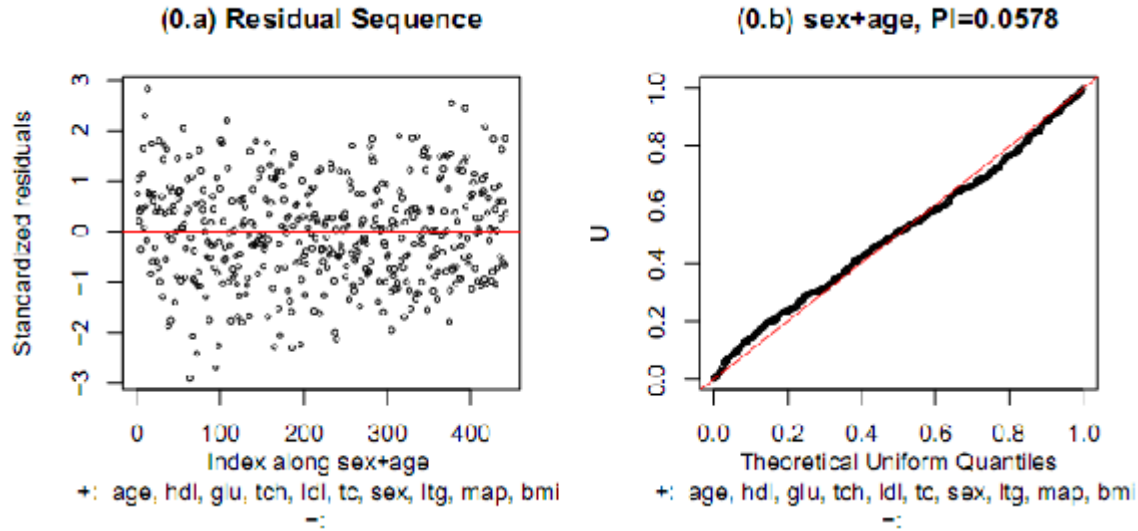 (0.a) Residual Sequence
Standardized residuals
3
2
1
0
−1
−2
−3
0 100 200 300 400
Index along sex+age
+: age, hdl, glu, tch, ldl, tc, sex, ltg, map, bmi
−:
(0.b) sex+age, PI=0.0578
U
1.0
0.8
0.6
0.4
0.2
0.0
0.0 0.2 0.4 0.6 0.8 1.0
Theoretical Uniform Quantiles
+: age, hdl, glu, tch, ldl, tc, sex, ltg, map, bmi
−: